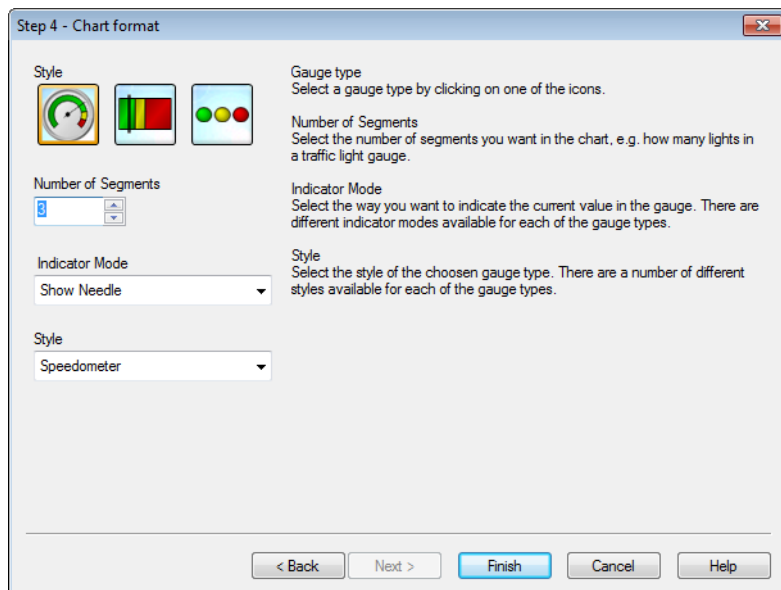 Step 4 - Chart format
Style
Number of Segments
3
Indicator Mode
Show Needle
Style
Speedometer
Gauge type
Select a gauge type by clicking on one of the icons.
Number of Segments
Select the number of segments you want in the chart, e.g. how many lights in
a traffic light gauge.
Indicator Mode
Select the way you want to indicate the current value in the gauge. There are
different indicator modes available for each of the gauge types.
Style
Select the style of the choosen gauge type. There are a number of different
styles available for each of the gauge types.
< Back
Next >
Finish
Cancel
Help